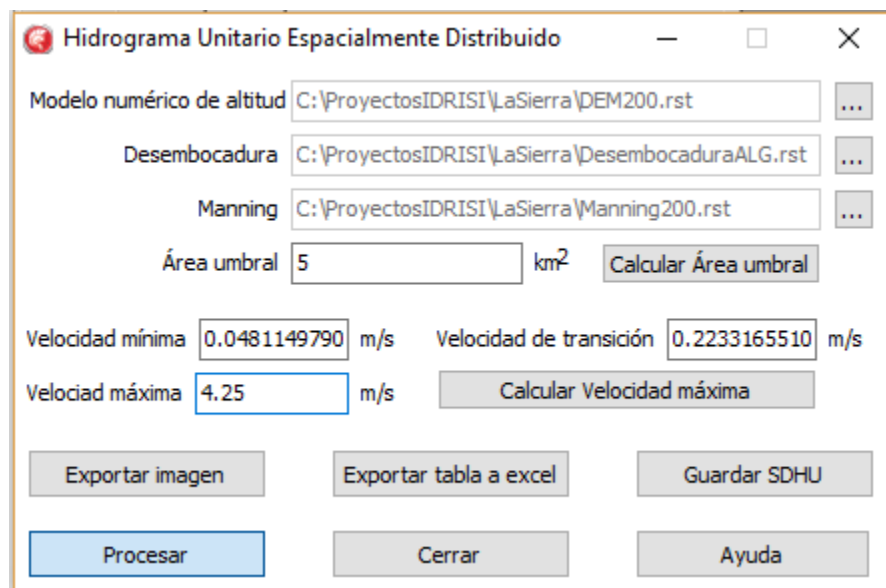 Hidrograma Unitario Espacialmente Distribuido
Modelo numérico de altitud C:\ProyectosIDRISI\LaSierra\DEM200.rst ...
Desembocadura C:\ProyectosIDRISI\LaSierra\DesembocaduraALG.rst ...
Manning C:\ProyectosIDRISI\LaSierra\Manning200.rst ...
Área umbral 5 km2 Calcular Área umbral
Velocidad mínima 0.0481149790 m/s Velocidad de transición 0.2233165510 m/s
Velociad máxima 4.25 m/s Calcular Velocidad máxima
Exportar imagen Exportar tabla a excel Guardar SDHU
Procesar Cerrar Ayuda